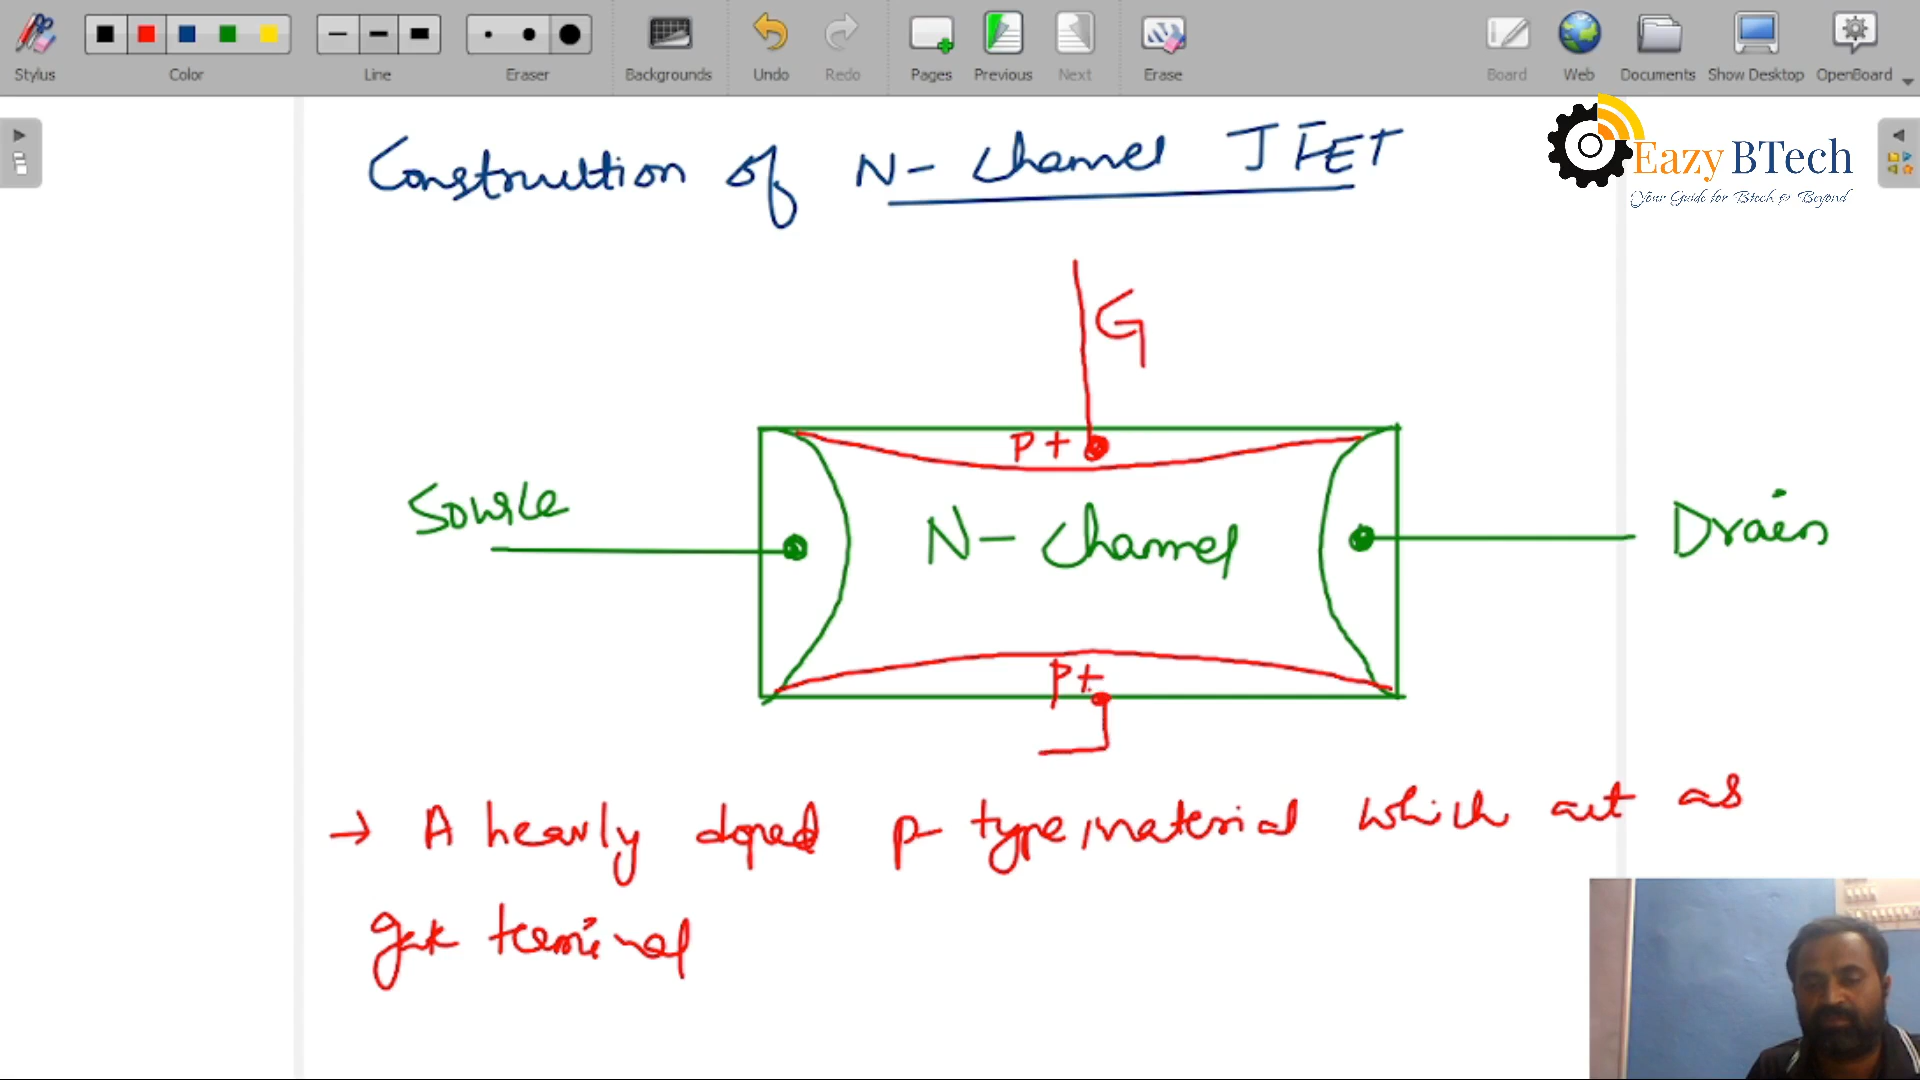 Stylus
Color
Line
Eraser
Backgrounds
Undo
Redo
Pages
Previous
Next
Erase
Board
Web
Documents
Show Desktop
OpenBoard
Eazy BTech
Your Guide for Btech & Beyond
Construction of N- Channel JFET
G
P+
Source
N- Channel
Drain
P+
→ A heavly doped p- type material which act as
gate terminal